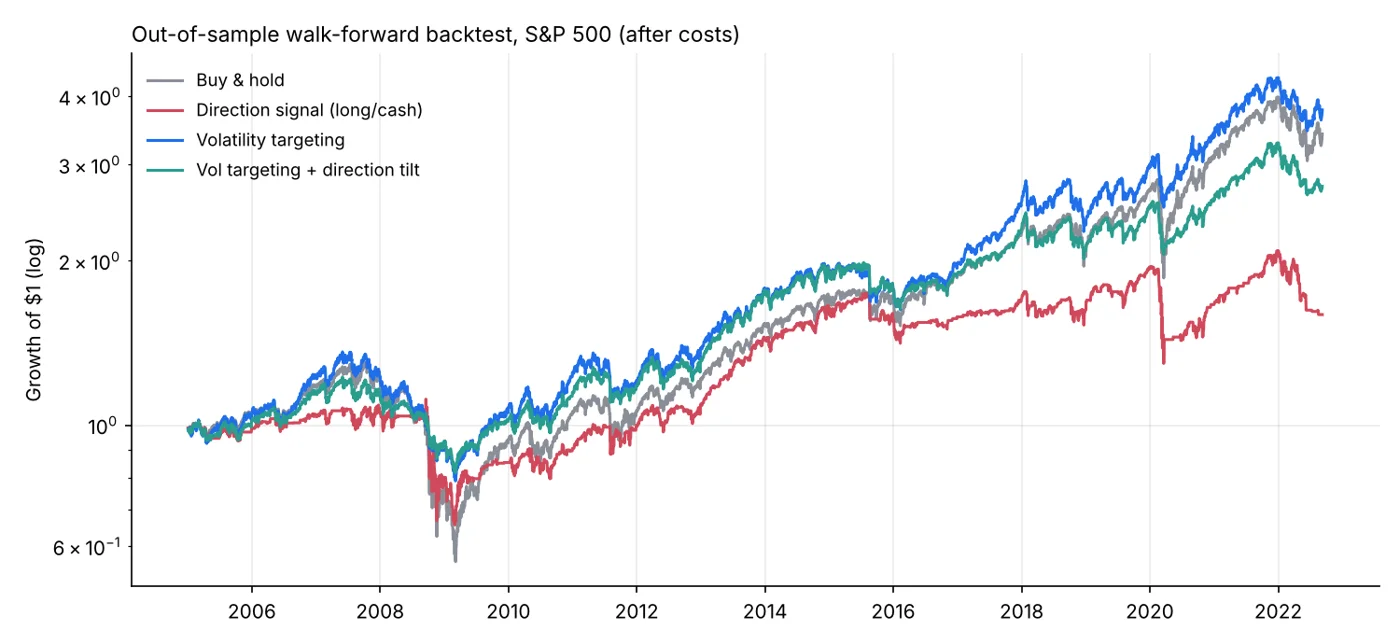 Out-of-sample walk-forward backtest, S&P 500 (after costs)
Buy & hold
Direction signal (long/cash)
Volatility targeting
Vol targeting + direction tilt
Growth of $1 (log)
4 × 10⁰
3 × 10⁰
2 × 10⁰
10⁰
6 × 10⁻¹
2006 2008 2010 2012 2014 2016 2018 2020 2022